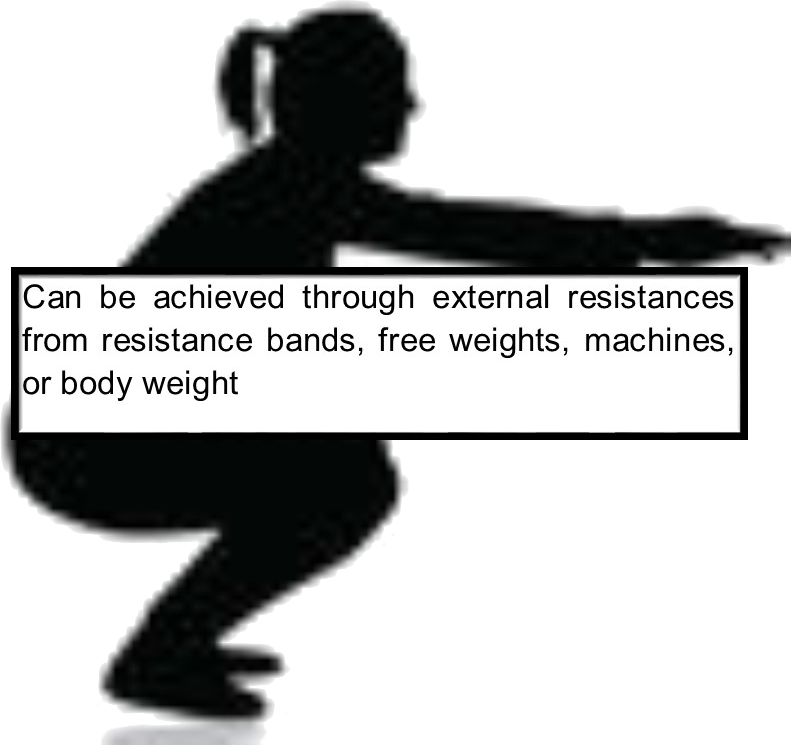 Can be achieved through external resistances
from resistance bands, free weights, machines,
or body weight